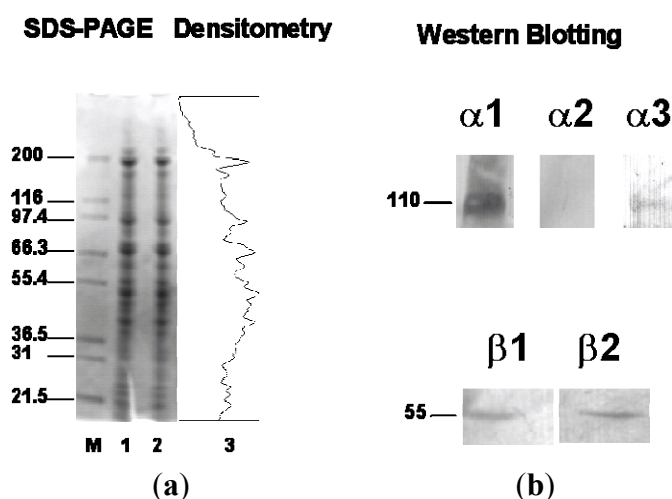 SDS-PAGE Densitometry
200
116
97.4
66.3
55.4
36.5
31
21.5
M 1 2 3
(a)
Western Blotting
α1 α2 α3
110
β1 β2
55
(b)